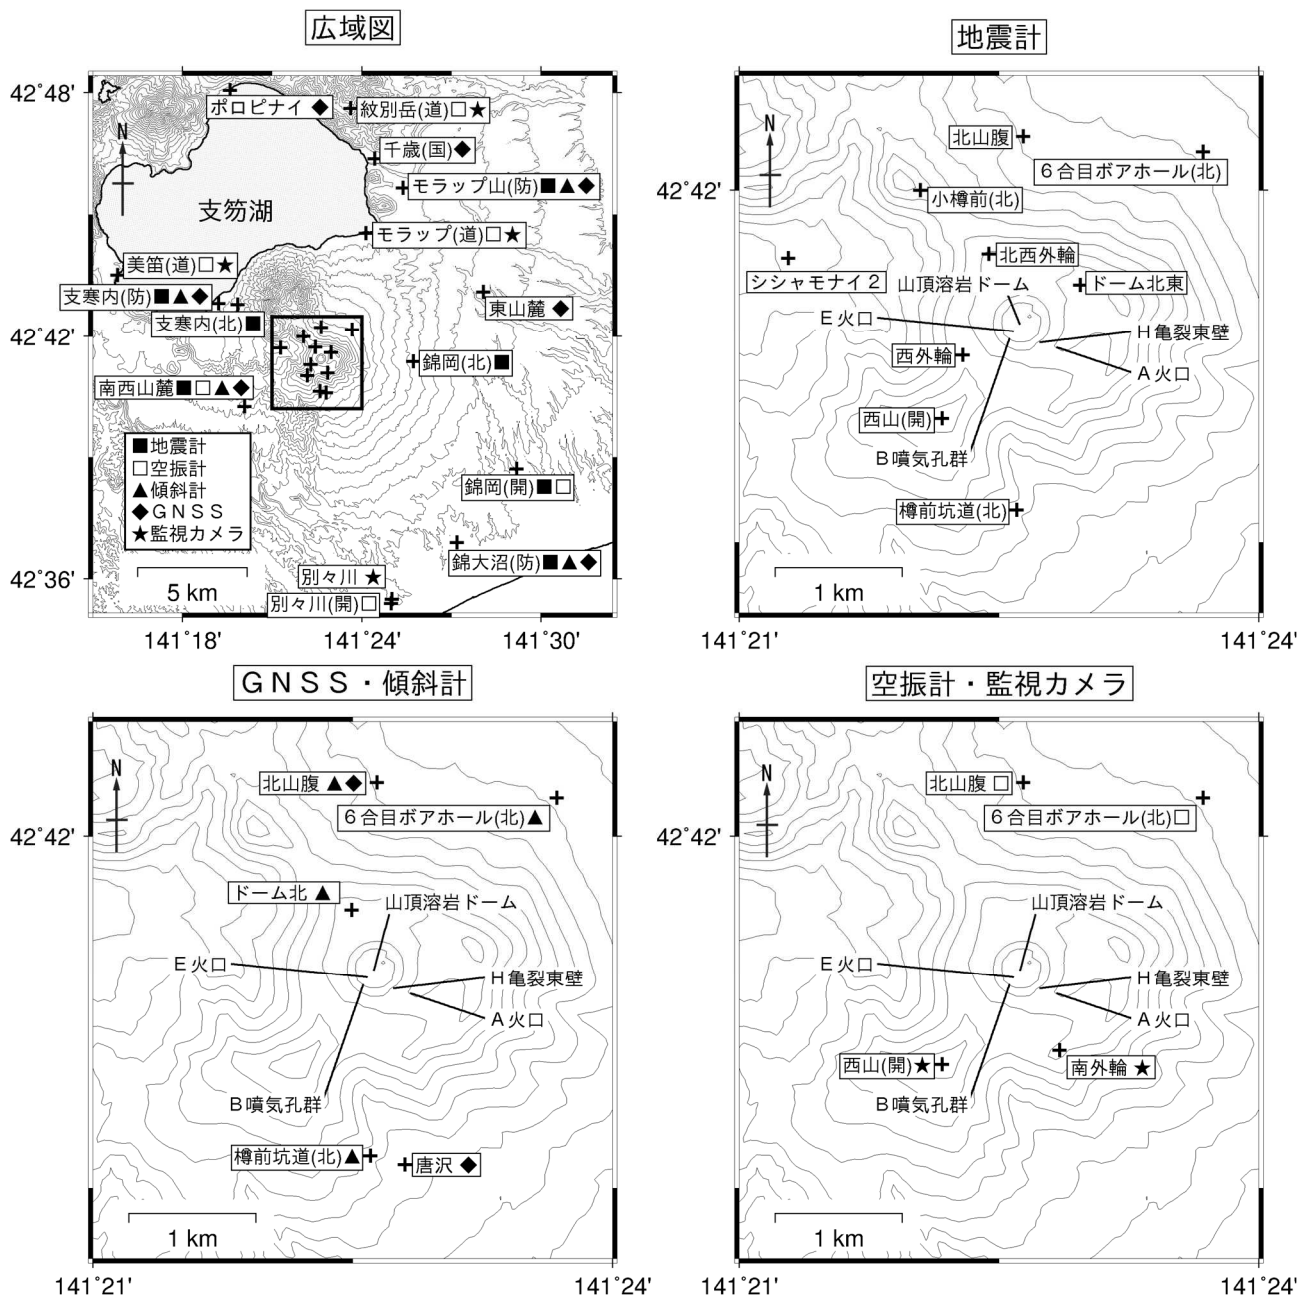 広域図
42°48'
42°42'
42°36'
141°18'
141°24'
141°30'
N
ポロピナイ ◆
紋別岳(道)□★
千歳(国)◆
モラップ山(防)■▲◆
支笏湖
モラップ(道)□★
美笛(道)□★
支寒内(防)■▲◆
支寒内(北)■
東山麓 ◆
錦岡(北)■
南西山麓■□▲◆
■地震計
□空振計
▲傾斜計
◆GNSS
★監視カメラ
錦岡(開)■□
錦大沼(防)■▲◆
別々川 ★
別々川(開)□
5 km
地震計
42°42'
141°21'
141°24'
N
北山腹
6合目ボアホール(北)
小樽前(北)
北西外輪
シシャモナイ2
山頂溶岩ドーム
ドーム北東
E火口
H亀裂東壁
西外輪
A火口
西山(開)
B噴気孔群
樽前坑道(北)
1 km
GNSS・傾斜計
42°42'
141°21'
141°24'
N
北山腹 ▲◆
6合目ボアホール(北)▲
ドーム北 ▲
山頂溶岩ドーム
E火口
H亀裂東壁
A火口
B噴気孔群
樽前坑道(北)▲
唐沢 ◆
1 km
空振計・監視カメラ
42°42'
141°21'
141°24'
N
北山腹 □
6合目ボアホール(北)□
山頂溶岩ドーム
E火口
H亀裂東壁
A火口
西山(開)★
南外輪 ★
B噴気孔群
1 km